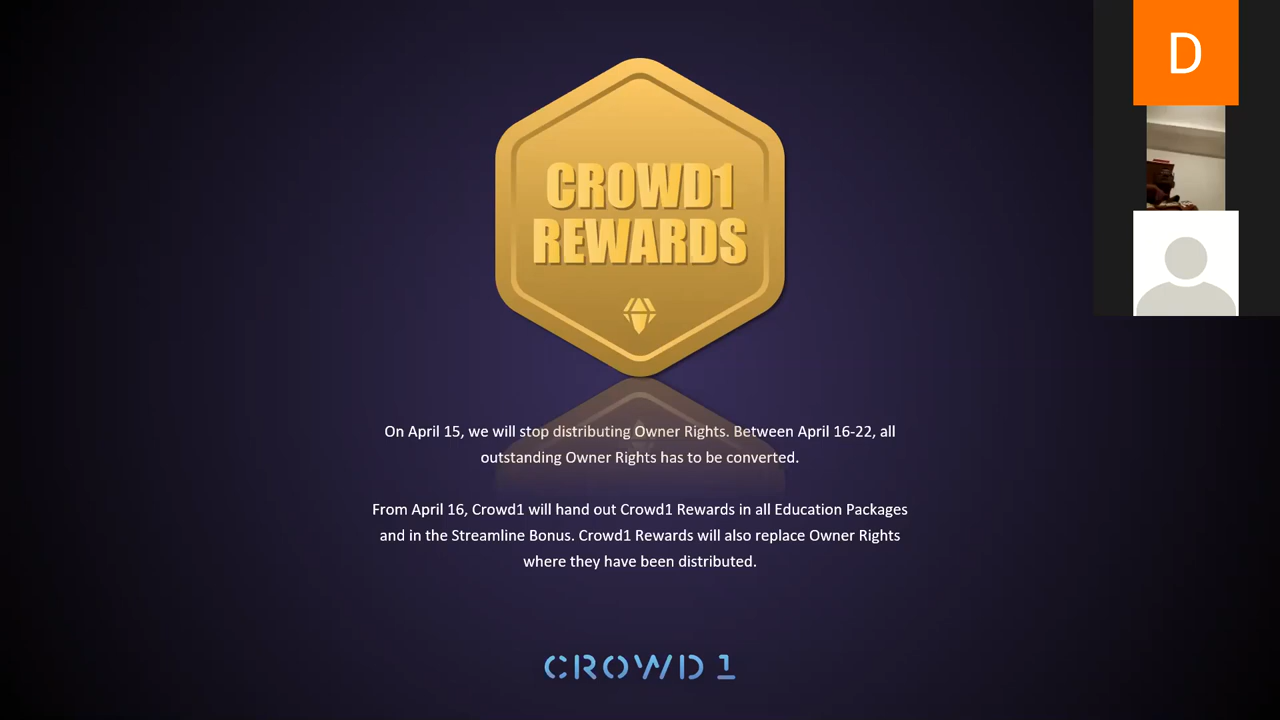 CROWD1
REWARDS
On April 15, we will stop distributing Owner Rights. Between April 16-22, all
outstanding Owner Rights has to be converted.
From April 16, Crowd1 will hand out Crowd1 Rewards in all Education Packages
and in the Streamline Bonus. Crowd1 Rewards will also replace Owner Rights
where they have been distributed.
CROWD 1
D